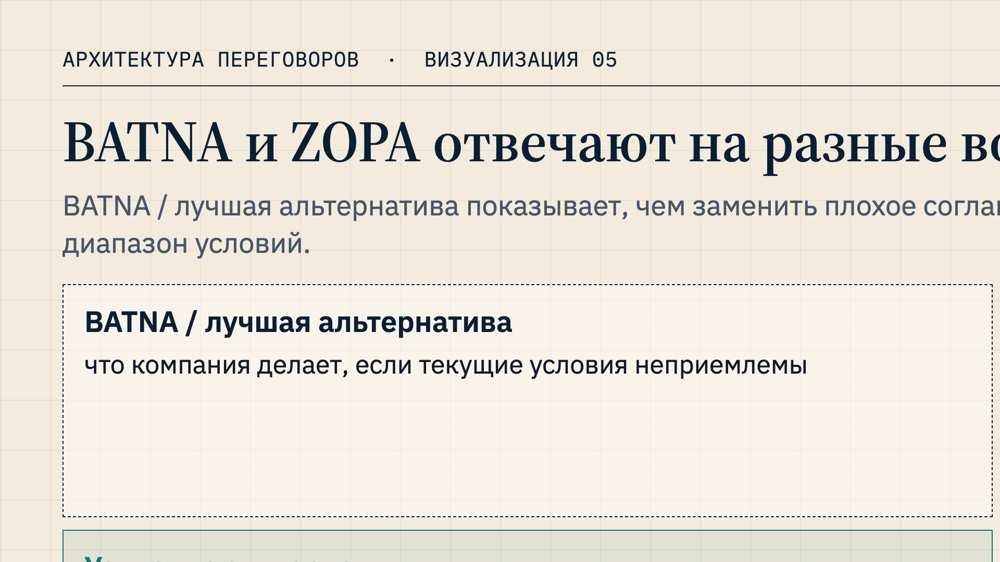 АРХИТЕКТУРА ПЕРЕГОВОРОВ · ВИЗУАЛИЗАЦИЯ 05
BATNA и ZOPA отвечают на разные
BATNA / лучшая альтернатива показывает, чем заменить плохое
диапазон условий.
BATNA / лучшая альтернатива
что компания делает, если текущие условия неприемлемы